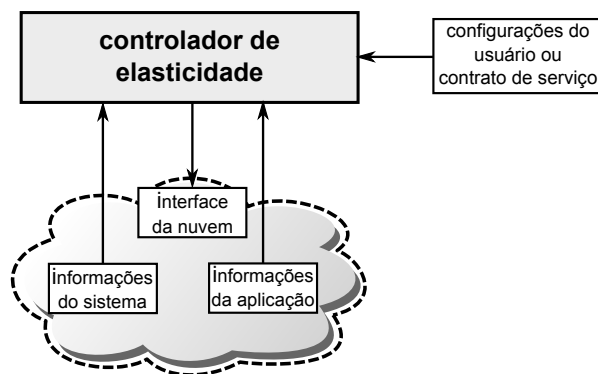 controlador de
elasticidade
configurações do
usuário ou
contrato de serviço
interface
da nuvem
informações
do sistema
informações
da aplicação